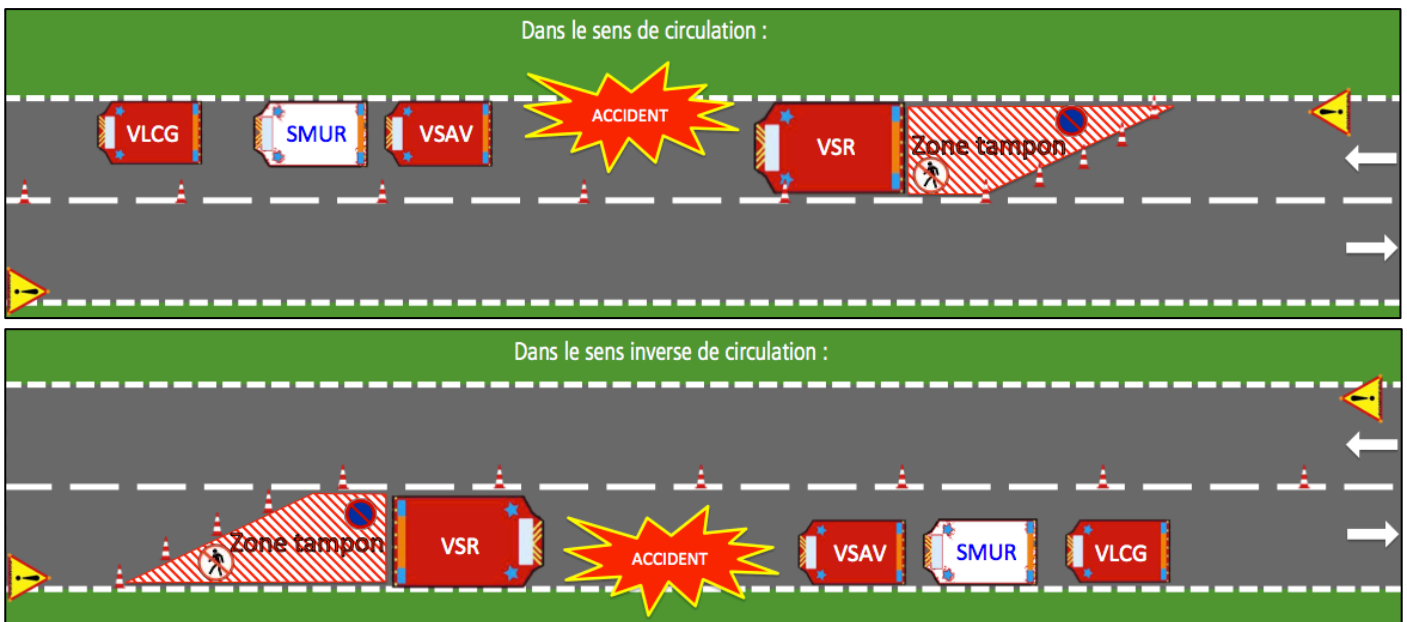 Dans le sens de circulation :
VLCG SMUR VSAV ACCIDENT VSR Zone tampon
Dans le sens inverse de circulation :
Zone tampon VSR ACCIDENT VSAV SMUR VLCG